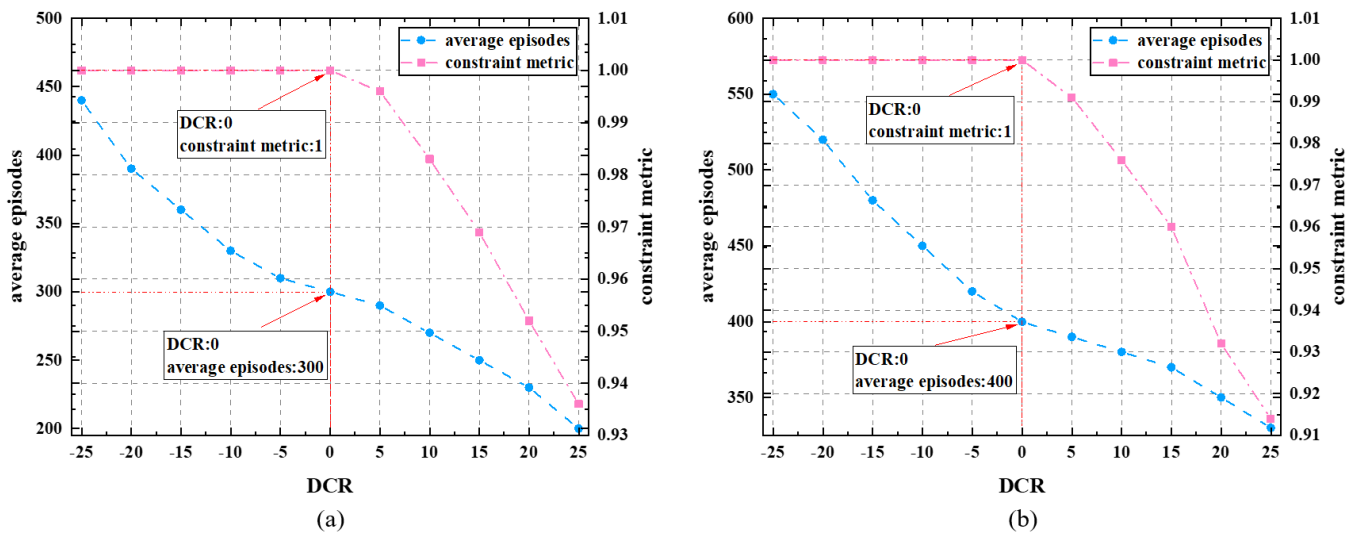 500
450
400
350
300
250
200
average episodes
1.01
1.00
0.99
0.98
0.97
0.96
0.95
0.94
0.93
constraint metric
average episodes
constraint metric
DCR:0
constraint metric:1
DCR:0
average episodes:300
-25 -20 -15 -10 -5 0 5 10 15 20 25
DCR
(a)
600
550
500
450
400
350
average episodes
1.01
1.00
0.99
0.98
0.97
0.96
0.95
0.94
0.93
0.92
0.91
constraint metric
average episodes
constraint metric
DCR:0
constraint metric:1
DCR:0
average episodes:400
-25 -20 -15 -10 -5 0 5 10 15 20 25
DCR
(b)